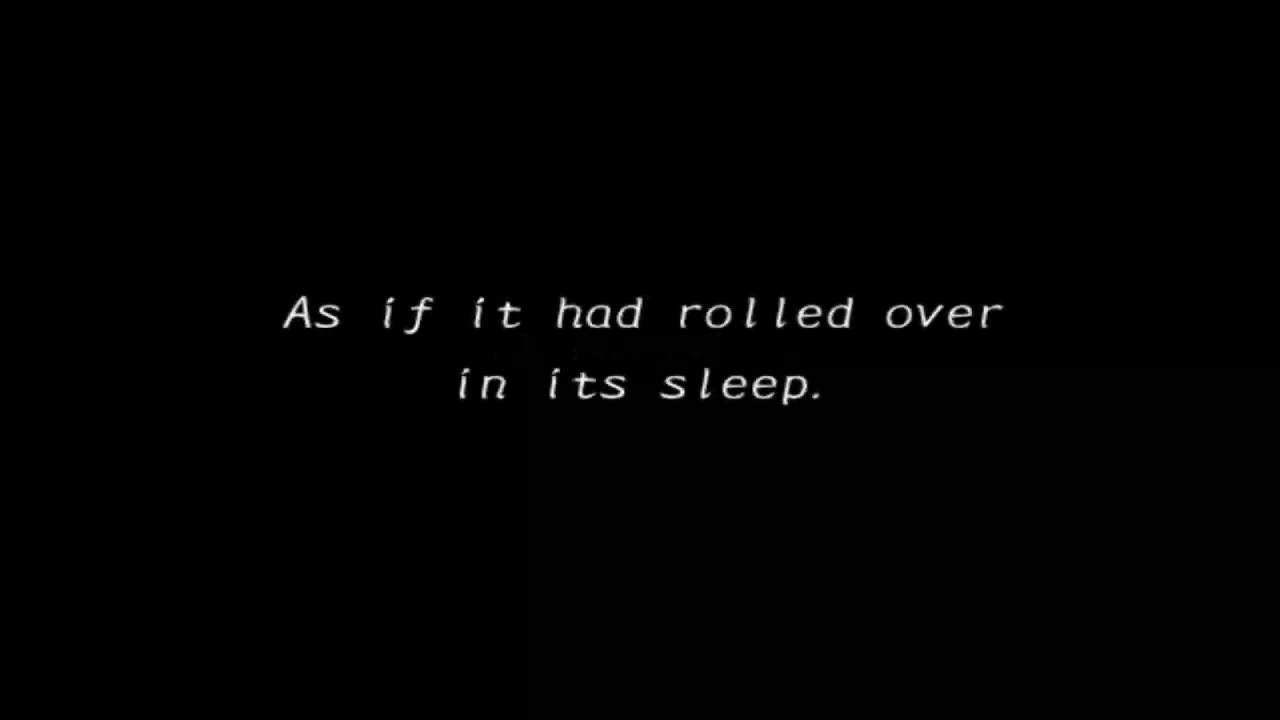 As if it had rolled over
in its sleep.